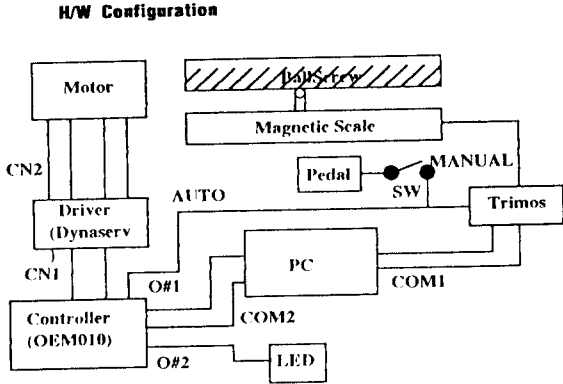 H/W Configuration
BallScrew
Motor
Magnetic Scale
MANUAL
CN2
Pedal
SW
AUTO
Trimos
Driver
(Dynaserv
CN1
O#1
PC
COM1
Controller
(OEM010)
COM2
O#2
LED